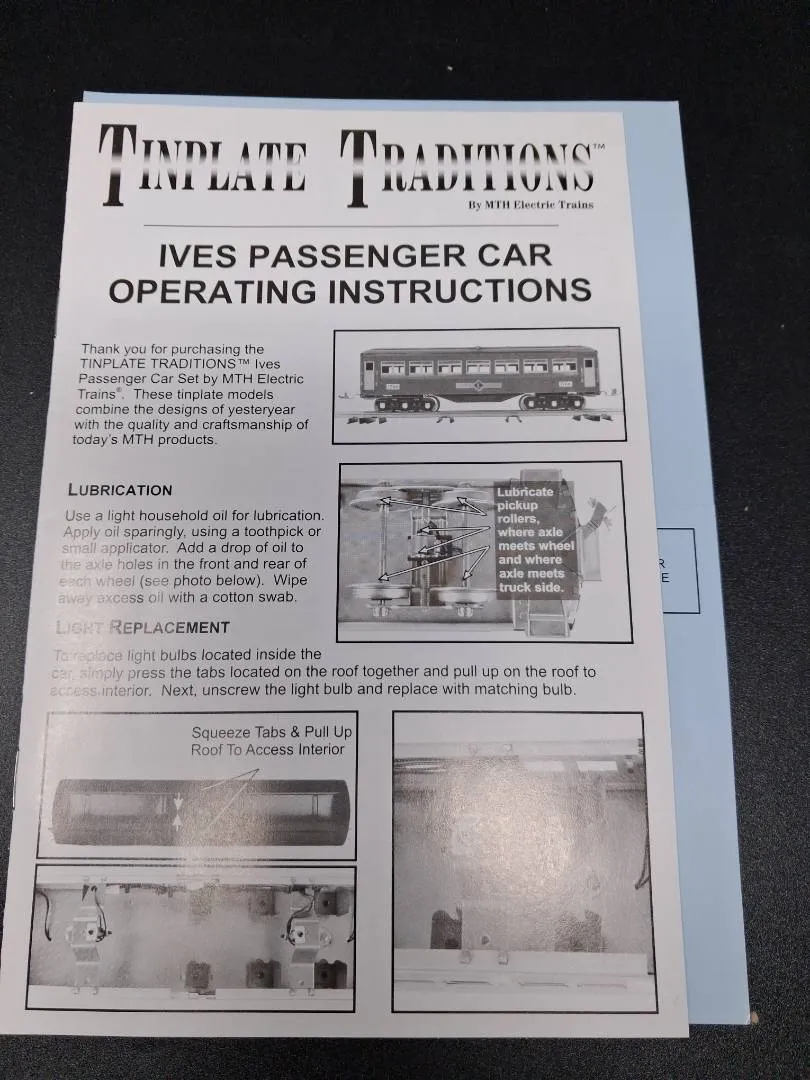 TINPLATE TRADITIONS™
By MTH Electric Trains
IVES PASSENGER CAR
OPERATING INSTRUCTIONS
Thank you for purchasing the
TINPLATE TRADITIONS™ Ives
Passenger Car Set by MTH Electric
Trains®. These tinplate models
combine the designs of yesteryear
with the quality and craftsmanship of
today's MTH products.
LUBRICATION
Use a light household oil for lubrication.
Apply oil sparingly, using a toothpick or
small applicator. Add a drop of oil to
the axle holes in the front and rear of
each wheel (see photo below). Wipe
away excess oil with a cotton swab.
Lubricate
pickup
rollers,
where axle
meets wheel
and where
axle meets
truck side.
LIGHT REPLACEMENT
To replace light bulbs located inside the
car, simply press the tabs located on the roof together and pull up on the roof to
access interior. Next, unscrew the light bulb and replace with matching bulb.
Squeeze Tabs & Pull Up
Roof To Access Interior
R
E